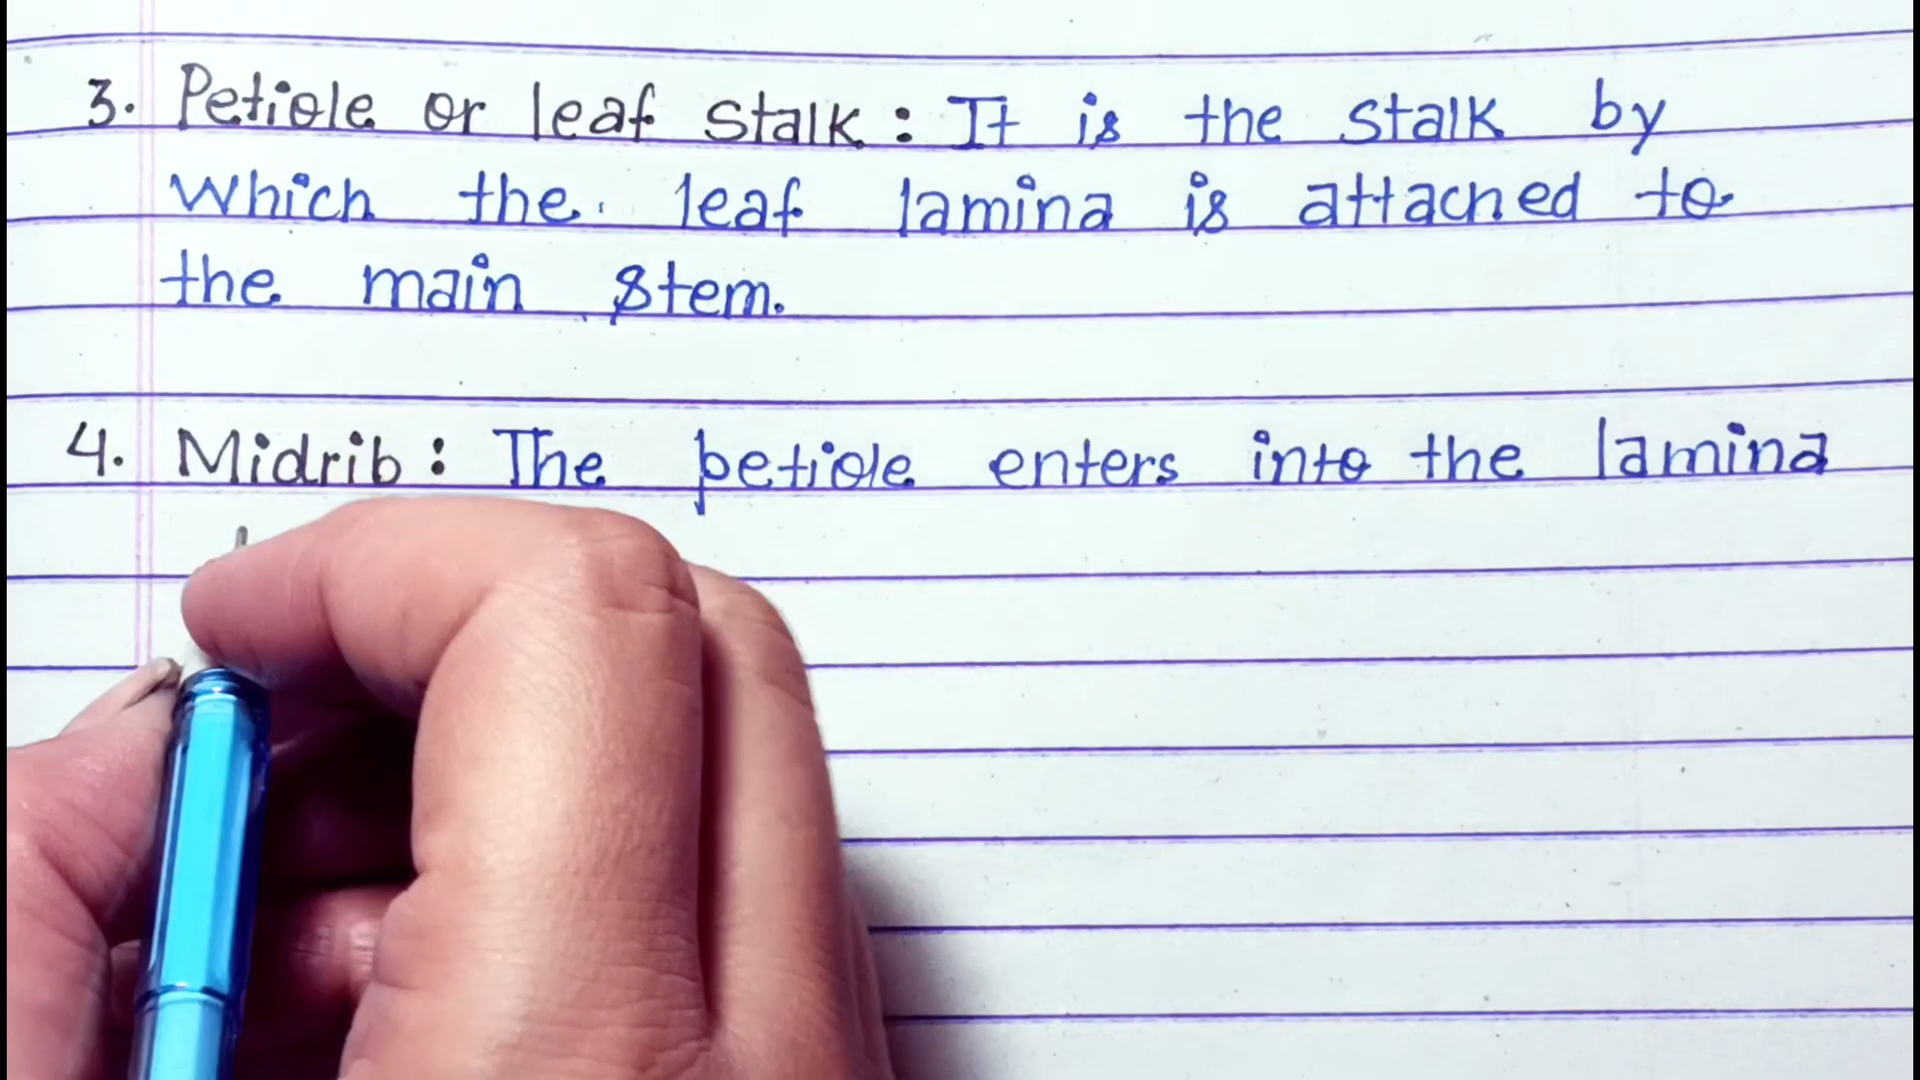 3. Petiole or leaf stalk : It is the stalk by
which the leaf lamina is attached to
the main stem.
4. Midrib : The petiole enters into the lamina